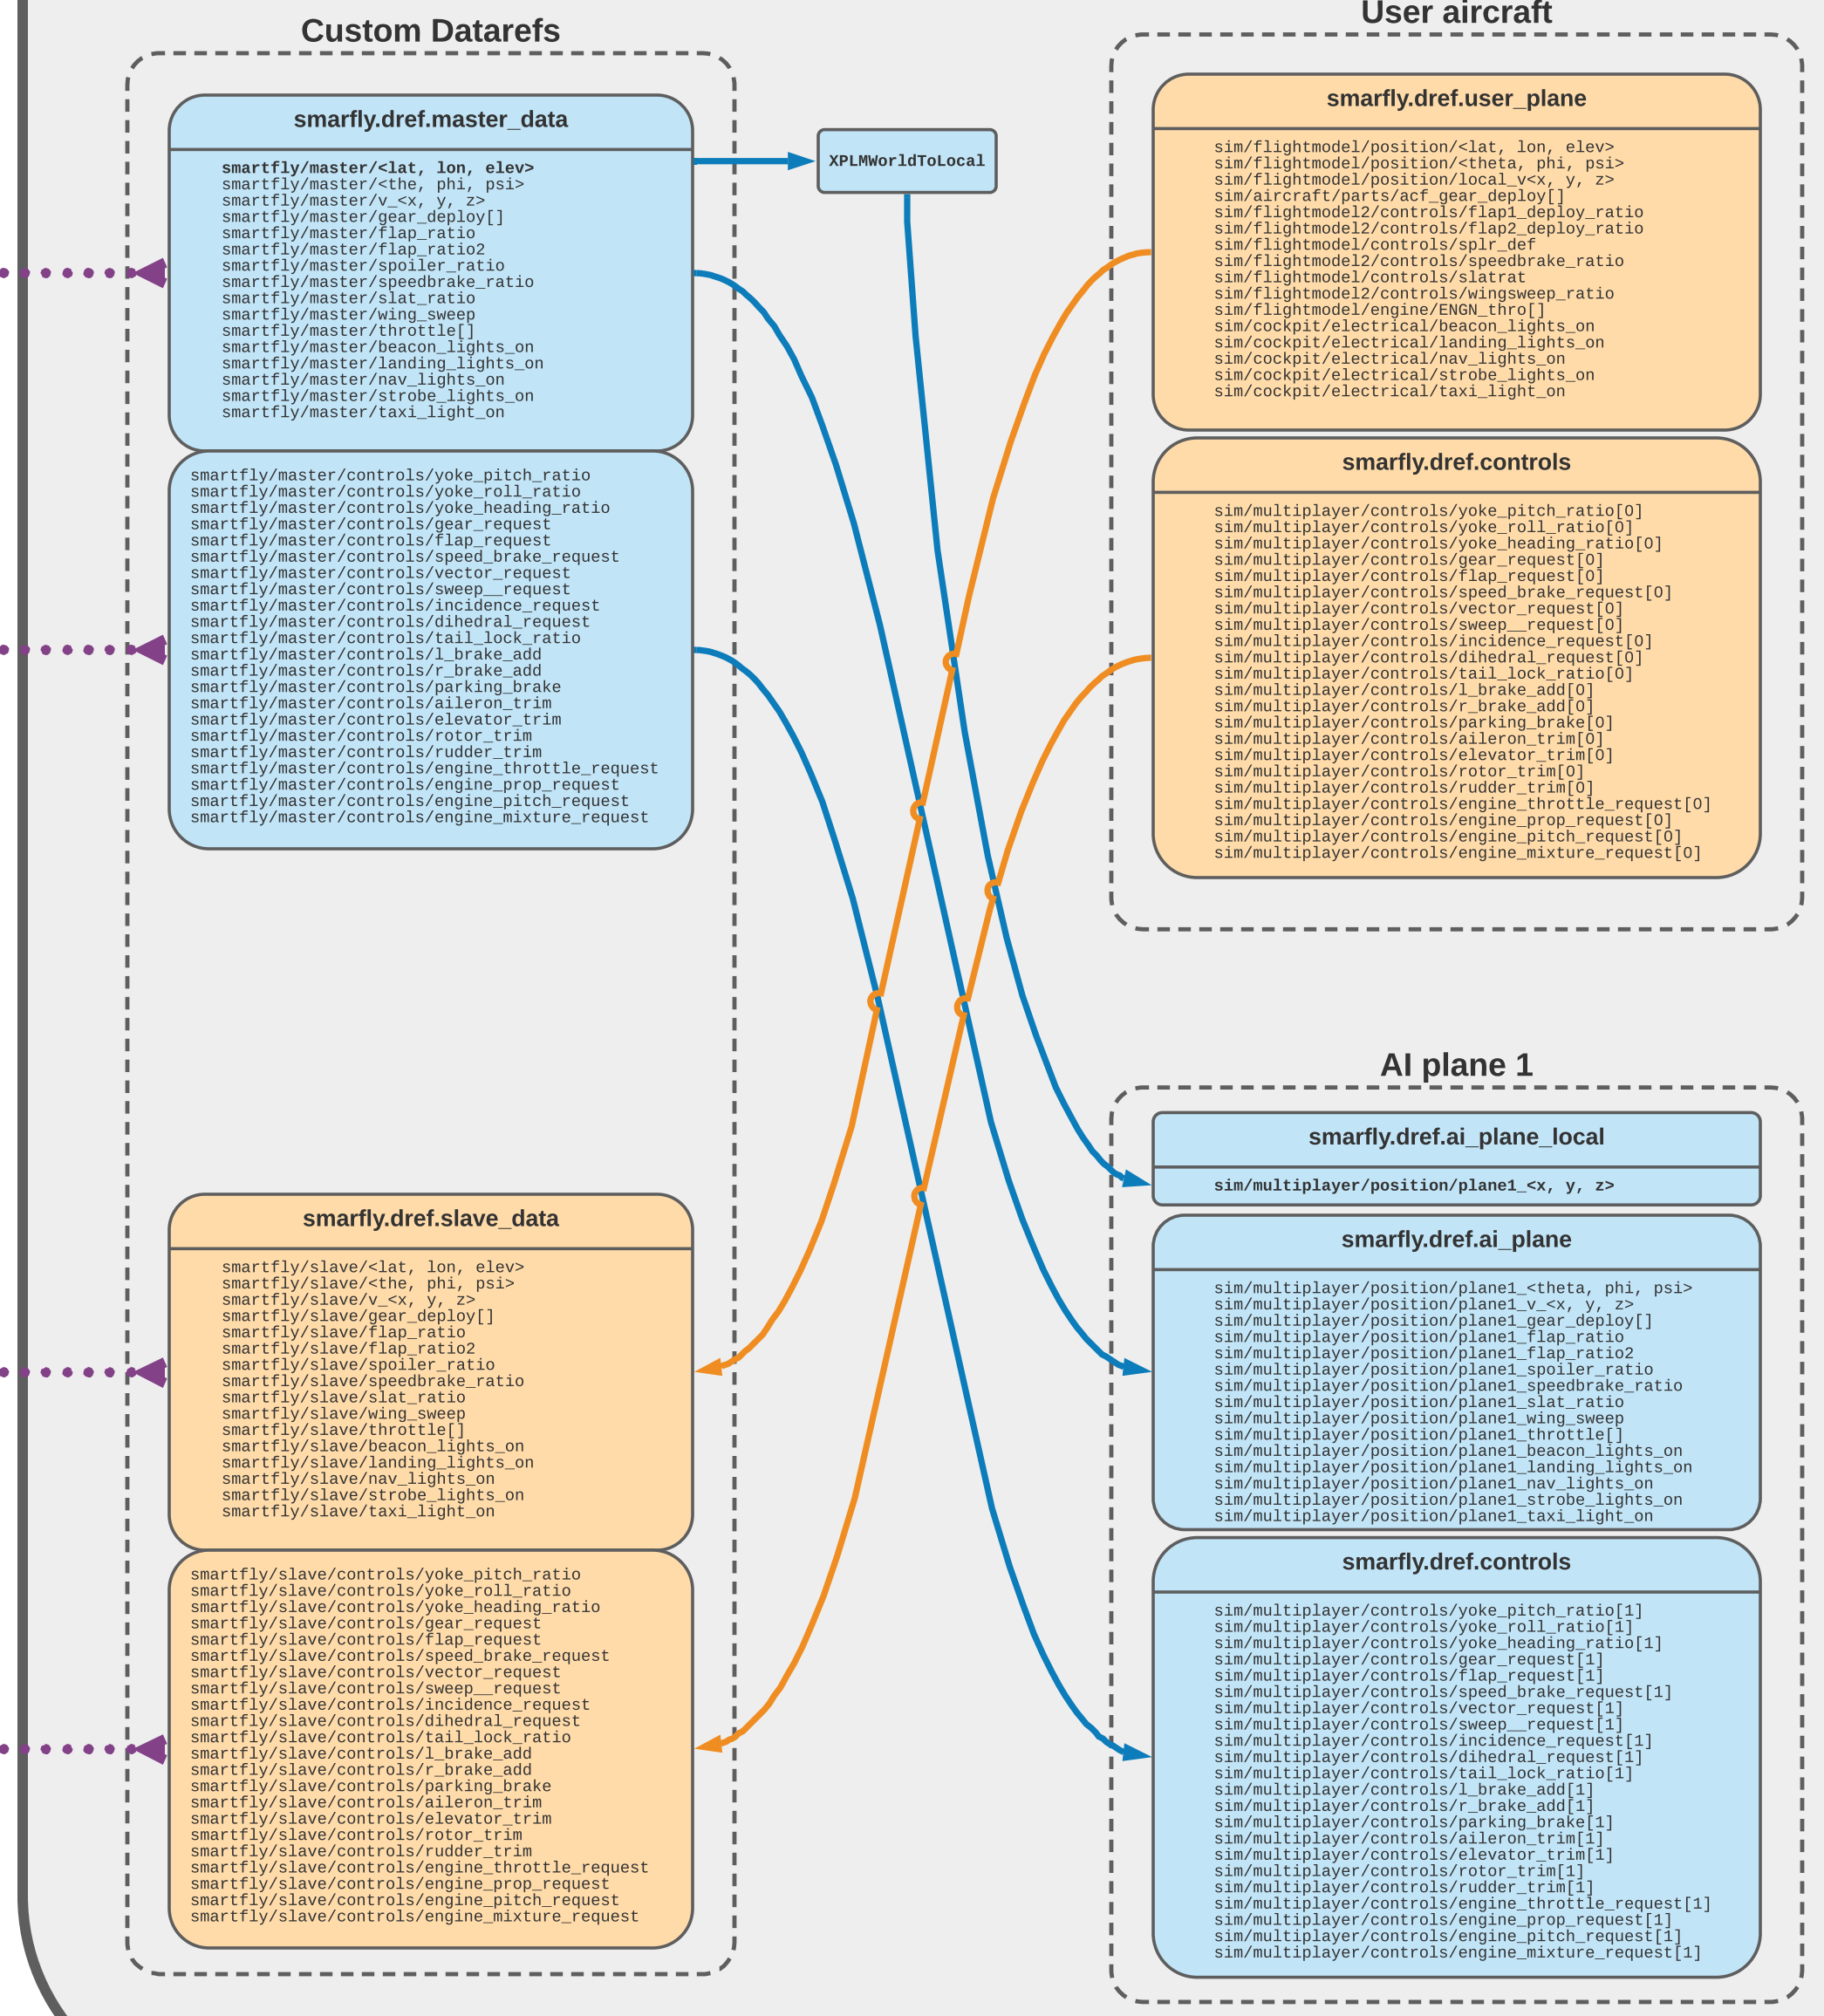 Custom Datarefs
smarfly.dref.master_data
smartfly/master/<lat, lon, elev>
smartfly/master/<the, phi, psi>
smartfly/master/v_<x, y, z>
smartfly/master/gear_deploy[]
smartfly/master/flap_ratio
smartfly/master/flap_ratio2
smartfly/master/spoiler_ratio
smartfly/master/speedbrake_ratio
smartfly/master/slat_ratio
smartfly/master/wing_sweep
smartfly/master/throttle[]
smartfly/master/beacon_lights_on
smartfly/master/landing_lights_on
smartfly/master/nav_lights_on
smartfly/master/strobe_lights_on
smartfly/master/taxi_light_on
smartfly/master/controls/yoke_pitch_ratio
smartfly/master/controls/yoke_roll_ratio
smartfly/master/controls/yoke_heading_ratio
smartfly/master/controls/gear_request
smartfly/master/controls/flap_request
smartfly/master/controls/speed_brake_request
smartfly/master/controls/vector_request
smartfly/master/controls/sweep__request
smartfly/master/controls/incidence_request
smartfly/master/controls/dihedral_request
smartfly/master/controls/tail_lock_ratio
smartfly/master/controls/l_brake_add
smartfly/master/controls/r_brake_add
smartfly/master/controls/parking_brake
smartfly/master/controls/aileron_trim
smartfly/master/controls/elevator_trim
smartfly/master/controls/rotor_trim
smartfly/master/controls/rudder_trim
smartfly/master/controls/engine_throttle_request
smartfly/master/controls/engine_prop_request
smartfly/master/controls/engine_pitch_request
smartfly/master/controls/engine_mixture_request
smarfly.dref.slave_data
smartfly/slave/<lat, lon, elev>
smartfly/slave/<the, phi, psi>
smartfly/slave/v_<x, y, z>
smartfly/slave/gear_deploy[]
smartfly/slave/flap_ratio
smartfly/slave/flap_ratio2
smartfly/slave/spoiler_ratio
smartfly/slave/speedbrake_ratio
smartfly/slave/slat_ratio
smartfly/slave/wing_sweep
smartfly/slave/throttle[]
smartfly/slave/beacon_lights_on
smartfly/slave/landing_lights_on
smartfly/slave/nav_lights_on
smartfly/slave/strobe_lights_on
smartfly/slave/taxi_light_on
smartfly/slave/controls/yoke_pitch_ratio
smartfly/slave/controls/yoke_roll_ratio
smartfly/slave/controls/yoke_heading_ratio
smartfly/slave/controls/gear_request
smartfly/slave/controls/flap_request
smartfly/slave/controls/speed_brake_request
smartfly/slave/controls/vector_request
smartfly/slave/controls/sweep__request
smartfly/slave/controls/incidence_request
smartfly/slave/controls/dihedral_request
smartfly/slave/controls/tail_lock_ratio
smartfly/slave/controls/l_brake_add
smartfly/slave/controls/r_brake_add
smartfly/slave/controls/parking_brake
smartfly/slave/controls/aileron_trim
smartfly/slave/controls/elevator_trim
smartfly/slave/controls/rotor_trim
smartfly/slave/controls/rudder_trim
smartfly/slave/controls/engine_throttle_request
smartfly/slave/controls/engine_prop_request
smartfly/slave/controls/engine_pitch_request
smartfly/slave/controls/engine_mixture_request
XPLMWorldToLocal
User aircraft
smarfly.dref.user_plane
sim/flightmodel/position/<lat, lon, elev>
sim/flightmodel/position/<theta, phi, psi>
sim/flightmodel/position/local_v<x, y, z>
sim/aircraft/parts/acf_gear_deploy[]
sim/flightmodel2/controls/flap1_deploy_ratio
sim/flightmodel2/controls/flap2_deploy_ratio
sim/flightmodel/controls/splr_def
sim/flightmodel2/controls/speedbrake_ratio
sim/flightmodel/controls/slatrat
sim/flightmodel2/controls/wingsweep_ratio
sim/flightmodel/engine/ENGN_thro[]
sim/cockpit/electrical/beacon_lights_on
sim/cockpit/electrical/landing_lights_on
sim/cockpit/electrical/nav_lights_on
sim/cockpit/electrical/strobe_lights_on
sim/cockpit/electrical/taxi_light_on
smarfly.dref.controls
sim/multiplayer/controls/yoke_pitch_ratio[0]
sim/multiplayer/controls/yoke_roll_ratio[0]
sim/multiplayer/controls/yoke_heading_ratio[0]
sim/multiplayer/controls/gear_request[0]
sim/multiplayer/controls/flap_request[0]
sim/multiplayer/controls/speed_brake_request[0]
sim/multiplayer/controls/vector_request[0]
sim/multiplayer/controls/sweep__request[0]
sim/multiplayer/controls/incidence_request[0]
sim/multiplayer/controls/dihedral_request[0]
sim/multiplayer/controls/tail_lock_ratio[0]
sim/multiplayer/controls/l_brake_add[0]
sim/multiplayer/controls/r_brake_add[0]
sim/multiplayer/controls/parking_brake[0]
sim/multiplayer/controls/aileron_trim[0]
sim/multiplayer/controls/elevator_trim[0]
sim/multiplayer/controls/rotor_trim[0]
sim/multiplayer/controls/rudder_trim[0]
sim/multiplayer/controls/engine_throttle_request[0]
sim/multiplayer/controls/engine_prop_request[0]
sim/multiplayer/controls/engine_pitch_request[0]
sim/multiplayer/controls/engine_mixture_request[0]
AI plane 1
smarfly.dref.ai_plane_local
sim/multiplayer/position/plane1_<x, y, z>
smarfly.dref.ai_plane
sim/multiplayer/position/plane1_<theta, phi, psi>
sim/multiplayer/position/plane1_v_<x, y, z>
sim/multiplayer/position/plane1_gear_deploy[]
sim/multiplayer/position/plane1_flap_ratio
sim/multiplayer/position/plane1_flap_ratio2
sim/multiplayer/position/plane1_spoiler_ratio
sim/multiplayer/position/plane1_speedbrake_ratio
sim/multiplayer/position/plane1_slat_ratio
sim/multiplayer/position/plane1_wing_sweep
sim/multiplayer/position/plane1_throttle[]
sim/multiplayer/position/plane1_beacon_lights_on
sim/multiplayer/position/plane1_landing_lights_on
sim/multiplayer/position/plane1_nav_lights_on
sim/multiplayer/position/plane1_strobe_lights_on
sim/multiplayer/position/plane1_taxi_light_on
smarfly.dref.controls
sim/multiplayer/controls/yoke_pitch_ratio[1]
sim/multiplayer/controls/yoke_roll_ratio[1]
sim/multiplayer/controls/yoke_heading_ratio[1]
sim/multiplayer/controls/gear_request[1]
sim/multiplayer/controls/flap_request[1]
sim/multiplayer/controls/speed_brake_request[1]
sim/multiplayer/controls/vector_request[1]
sim/multiplayer/controls/sweep__request[1]
sim/multiplayer/controls/incidence_request[1]
sim/multiplayer/controls/dihedral_request[1]
sim/multiplayer/controls/tail_lock_ratio[1]
sim/multiplayer/controls/l_brake_add[1]
sim/multiplayer/controls/r_brake_add[1]
sim/multiplayer/controls/parking_brake[1]
sim/multiplayer/controls/aileron_trim[1]
sim/multiplayer/controls/elevator_trim[1]
sim/multiplayer/controls/rotor_trim[1]
sim/multiplayer/controls/rudder_trim[1]
sim/multiplayer/controls/engine_throttle_request[1]
sim/multiplayer/controls/engine_prop_request[1]
sim/multiplayer/controls/engine_pitch_request[1]
sim/multiplayer/controls/engine_mixture_request[1]